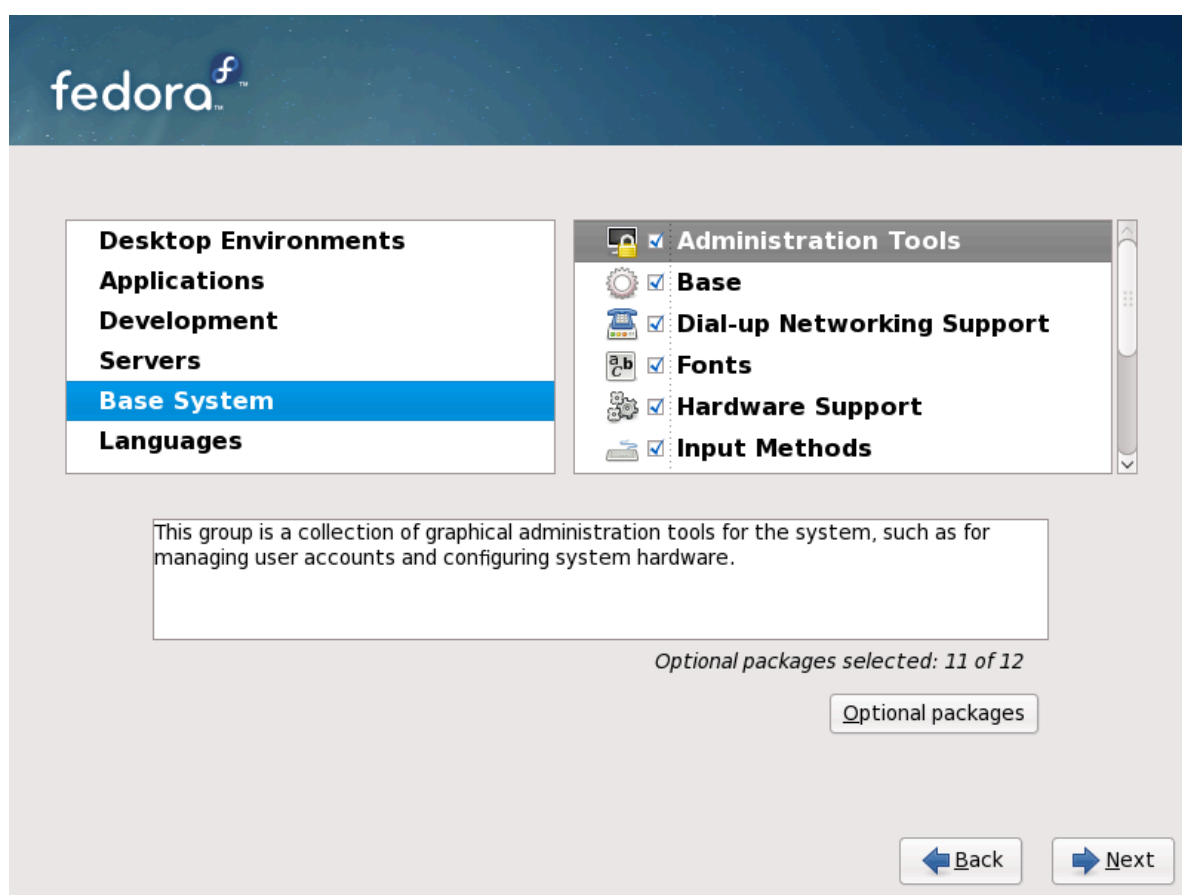 fedora™
Desktop Environments
Applications
Development
Servers
Base System
Languages
Administration Tools
Base
Dial-up Networking Support
Fonts
Hardware Support
Input Methods
This group is a collection of graphical administration tools for the system, such as for
managing user accounts and configuring system hardware.
Optional packages selected: 11 of 12
Optional packages
Back
Next